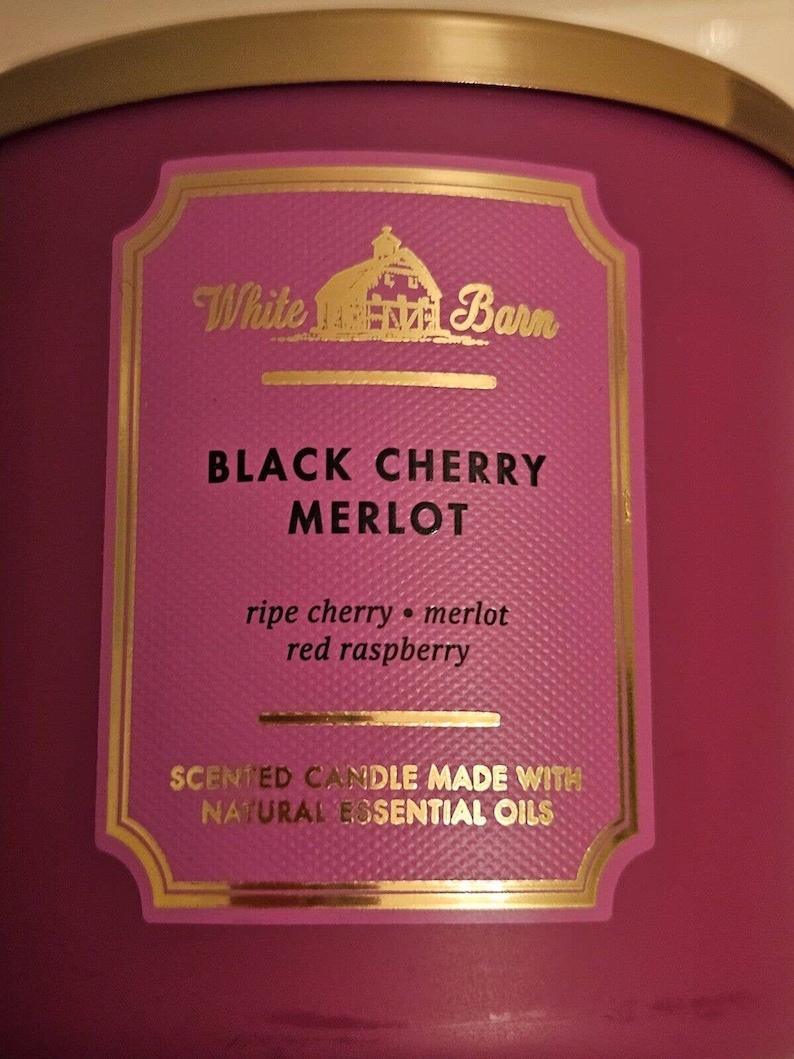 White Barn
BLACK CHERRY
MERLOT
ripe cherry • merlot
red raspberry
SCENTED CANDLE MADE WITH
NATURAL ESSENTIAL OILS